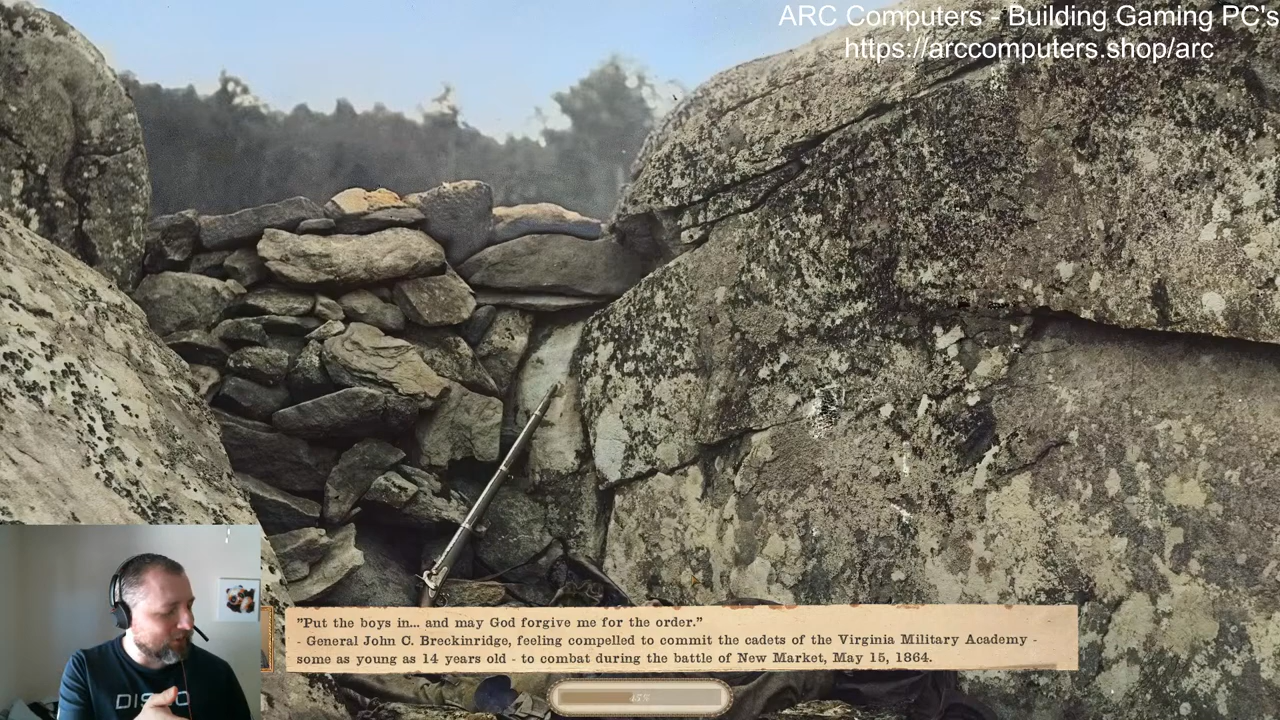 ARC Computers - Building Gaming PC's
https://arccomputers.shop/arc
"Put the boys in... and may God forgive me for the order."
- General John C. Breckinridge, feeling compelled to commit the cadets of the Virginia Military Academy -
some as young as 14 years old - to combat during the battle of New Market, May 15, 1864.
45%